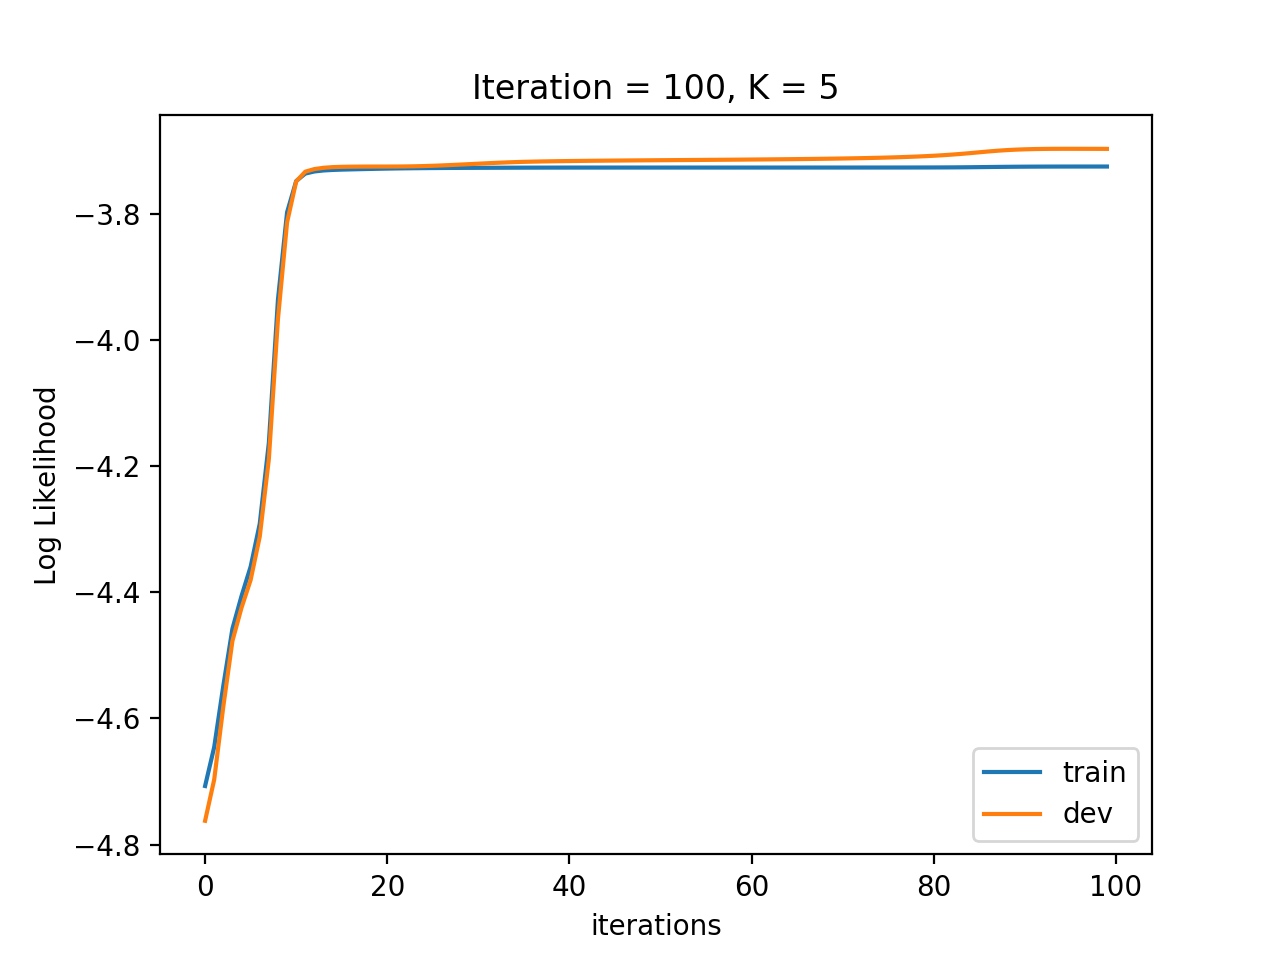 Iteration = 100, K = 5
Log Likelihood
−3.8
−4.0
−4.2
−4.4
−4.6
−4.8
train
dev
0 20 40 60 80 100
iterations